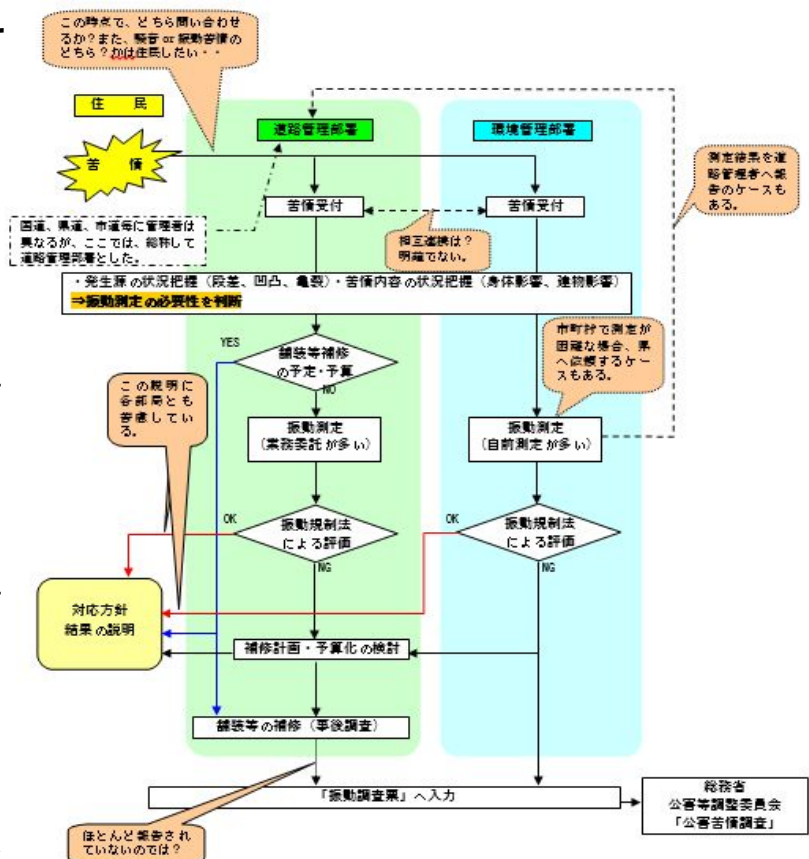 この時点で、どちら問い合わせ
るか？また、騒音 or 振動苦情の
どちら？かは住民したい・・
住　民
道路管理部署
環境管理部署
苦　情
測定結果を道
路管理者へ報
告のケースも
ある。
苦情受付
苦情受付
国道、県道、市道毎に管理者は
異なるが、ここでは、総称して
道路管理部署とした。
相互連携は？
明確でない。
・発生源の状況把握（段差、凹凸、亀裂）・苦情内容の状況把握（身体影響、建物影響）
⇒振動測定の必要性を判断
市町村で測定が
困難な場合、県
へ依頼するケー
スもある。
YES
舗装等補修
の予定・予算
NO
この説明に
各部局とも
苦慮してい
る。
振動測定
（業務委託が多い）
振動測定
（自前測定が多い）
OK
振動規制法
による評価
NG
OK
振動規制法
による評価
NG
対応方針
結果の説明
補修計画・予算化の検討
舗装等の補修（事後調査）
「振動調査票」へ入力
総務省
公害等調整委員会
「公害苦情調査」
ほとんど報告され
ていないのでは？